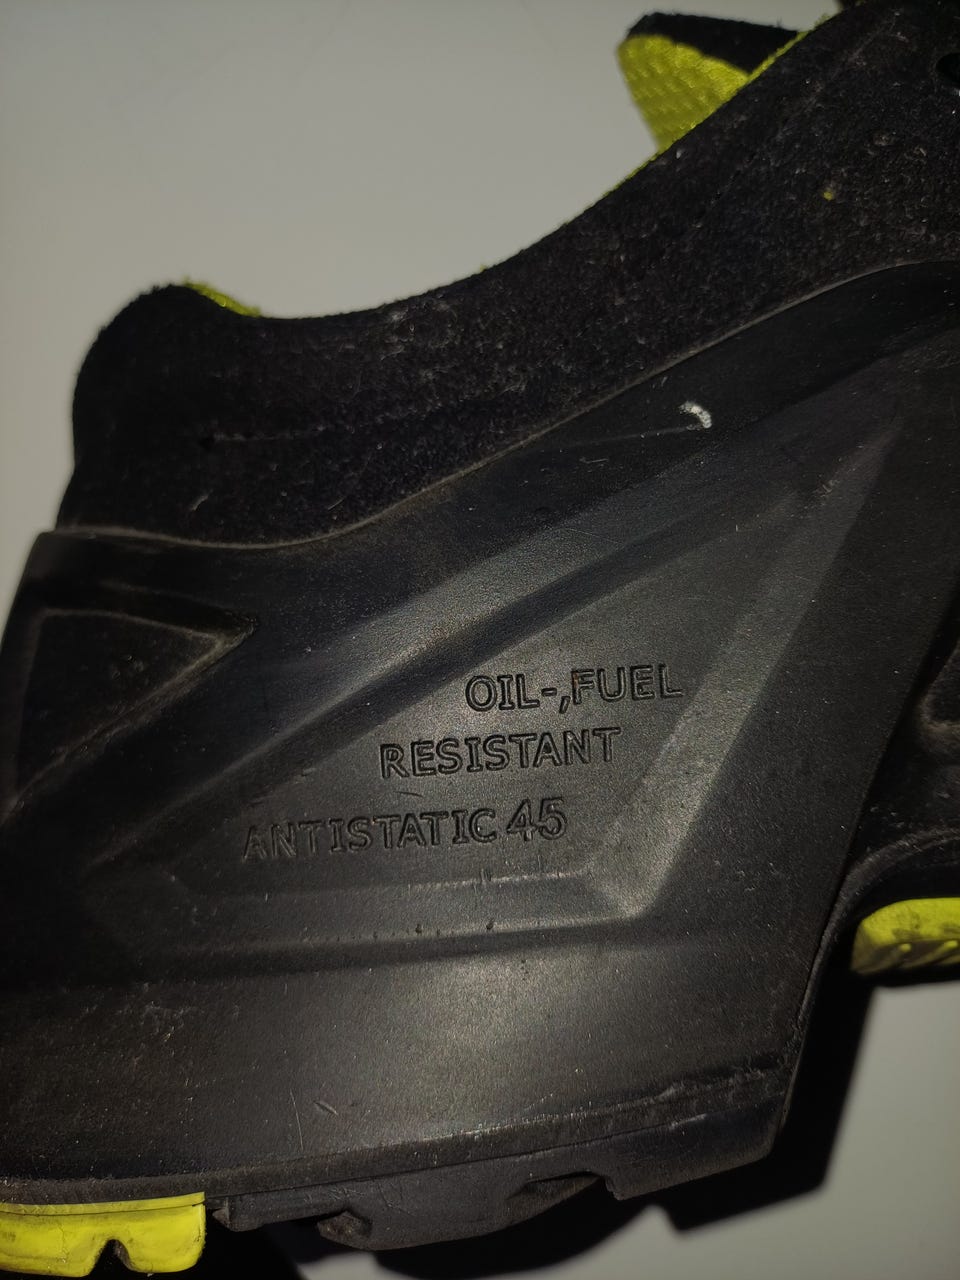 OIL-,FUEL
RESISTANT
ANTISTATIC 45